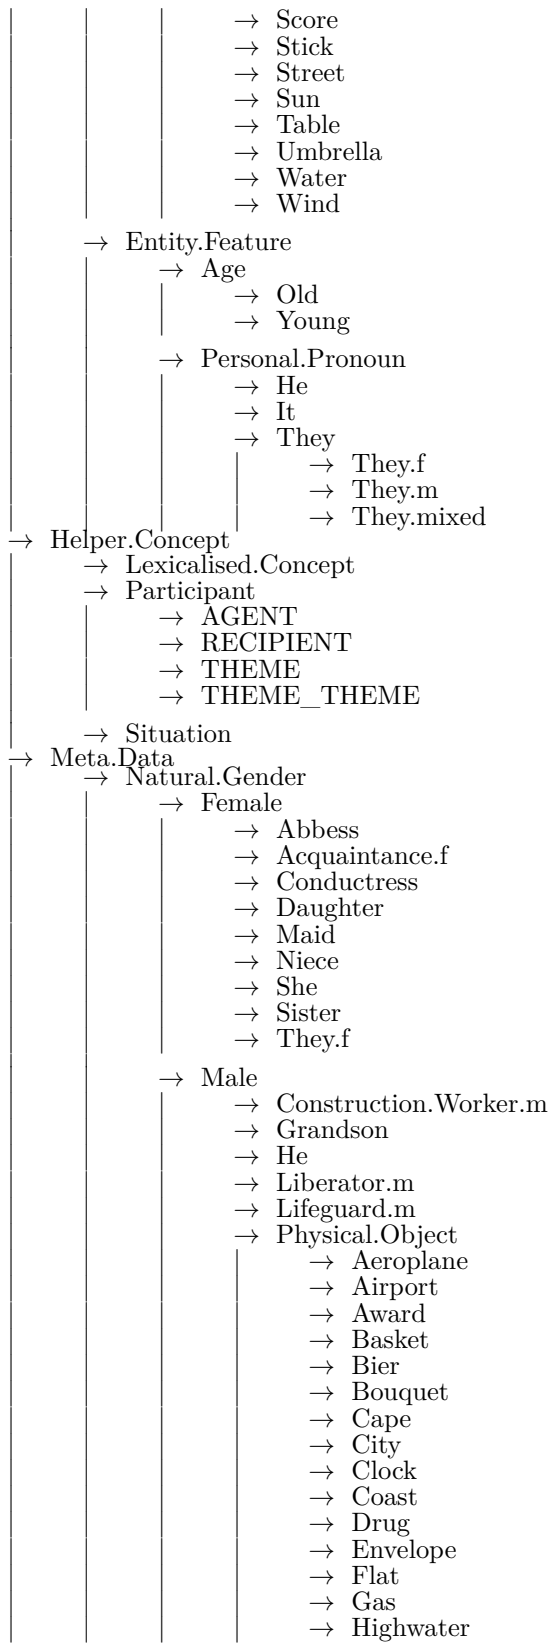 → Score
→ Stick
→ Street
→ Sun
→ Table
→ Umbrella
→ Water
→ Wind
→ Entity.Feature
→ Age
→ Old
→ Young
→ Personal.Pronoun
→ He
→ It
→ They
→ They.f
→ They.m
→ They.mixed
→ Helper.Concept
→ Lexicalised.Concept
→ Participant
→ AGENT
→ RECIPIENT
→ THEME
→ THEME_THEME
→ Situation
→ Meta.Data
→ Natural.Gender
→ Female
→ Abbess
→ Acquaintance.f
→ Conductress
→ Daughter
→ Maid
→ Niece
→ She
→ Sister
→ They.f
→ Male
→ Construction.Worker.m
→ Grandson
→ He
→ Liberator.m
→ Lifeguard.m
→ Physical.Object
→ Aeroplane
→ Airport
→ Award
→ Basket
→ Bier
→ Bouquet
→ Cape
→ City
→ Clock
→ Coast
→ Drug
→ Envelope
→ Flat
→ Gas
→ Highwater